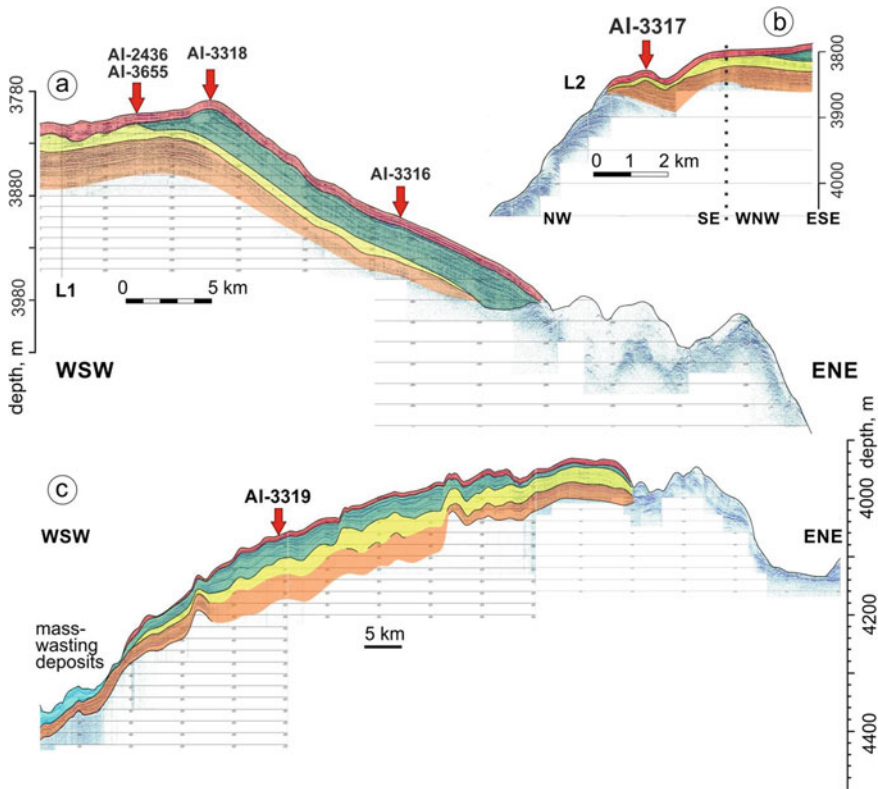 a
AI-2436
AI-3655
AI-3318
AI-3316
3780
3880
3980
depth, m
L1
0 5 km
WSW
ENE
b
AI-3317
L2
3800
3900
4000
0 1 2 km
NW
SE
WNW
ESE
c
WSW
AI-3319
ENE
depth, m
4000
4200
4400
5 km
mass-
wasting
deposits